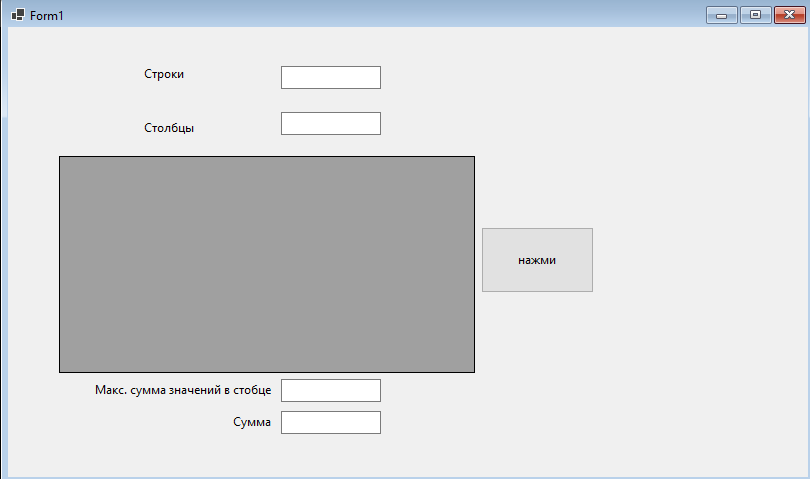 Form1
Строки
Столбцы
нажми
Макс. сумма значений в стобце
Сумма